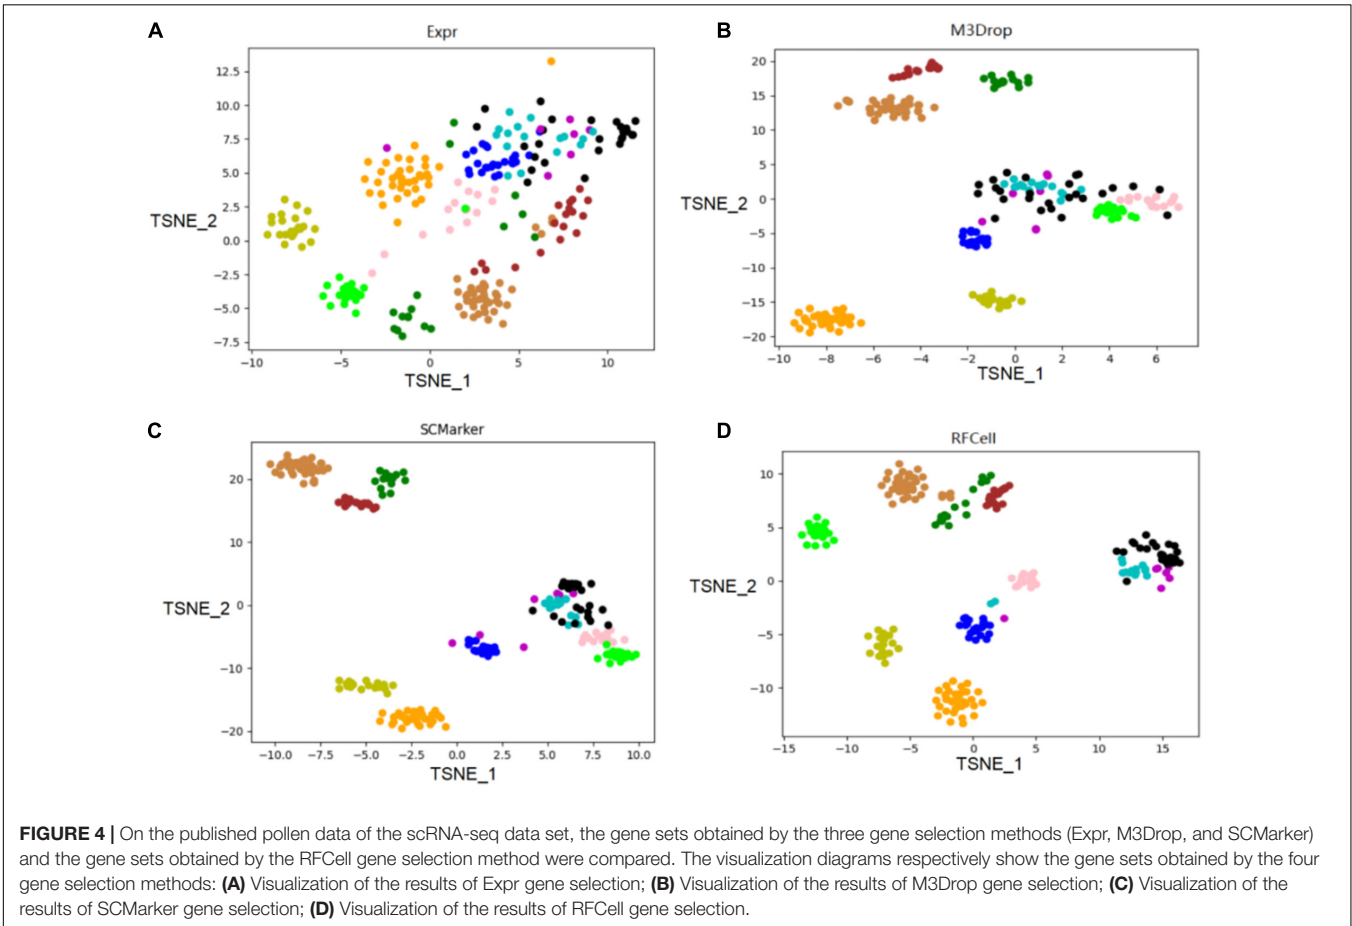 A
Expr
12.5
10.0
7.5
5.0
2.5
0.0
−2.5
−5.0
−7.5
TSNE_2
−10
−5
0
5
10
TSNE_1
B
M3Drop
20
15
10
5
0
−5
−10
−15
−20
TSNE_2
−10
−8
−6
−4
−2
0
2
4
6
TSNE_1
C
SCMarker
20
10
0
−10
−20
TSNE_2
−10.0
−7.5
−5.0
−2.5
0.0
2.5
5.0
7.5
10.0
TSNE_1
D
RFCell
10
5
0
−5
−10
TSNE_2
−15
−10
−5
0
5
10
15
TSNE_1
FIGURE 4 | On the published pollen data of the scRNA-seq data set, the gene sets obtained by the three gene selection methods (Expr, M3Drop, and SCMarker)
and the gene sets obtained by the RFCell gene selection method were compared. The visualization diagrams respectively show the gene sets obtained by the four
gene selection methods: (A) Visualization of the results of Expr gene selection; (B) Visualization of the results of M3Drop gene selection; (C) Visualization of the
results of SCMarker gene selection; (D) Visualization of the results of RFCell gene selection.